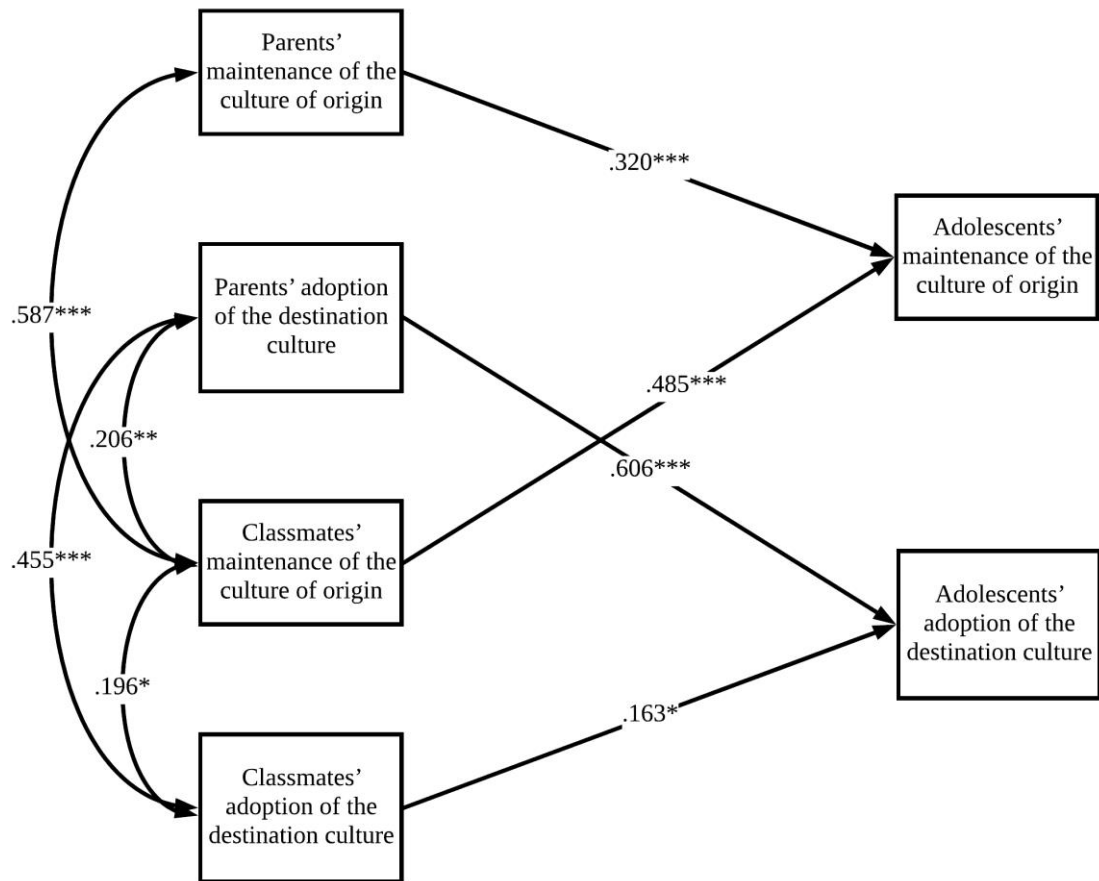 Parents’
maintenance of the
culture of origin
.320***
Adolescents’
maintenance of the
culture of origin
Parents’ adoption
of the destination
culture
.587***
.485***
.206**
.606***
Classmates’
maintenance of the
culture of origin
.455***
Adolescents’
adoption of the
destination culture
.196*
.163*
Classmates’
adoption of the
destination culture